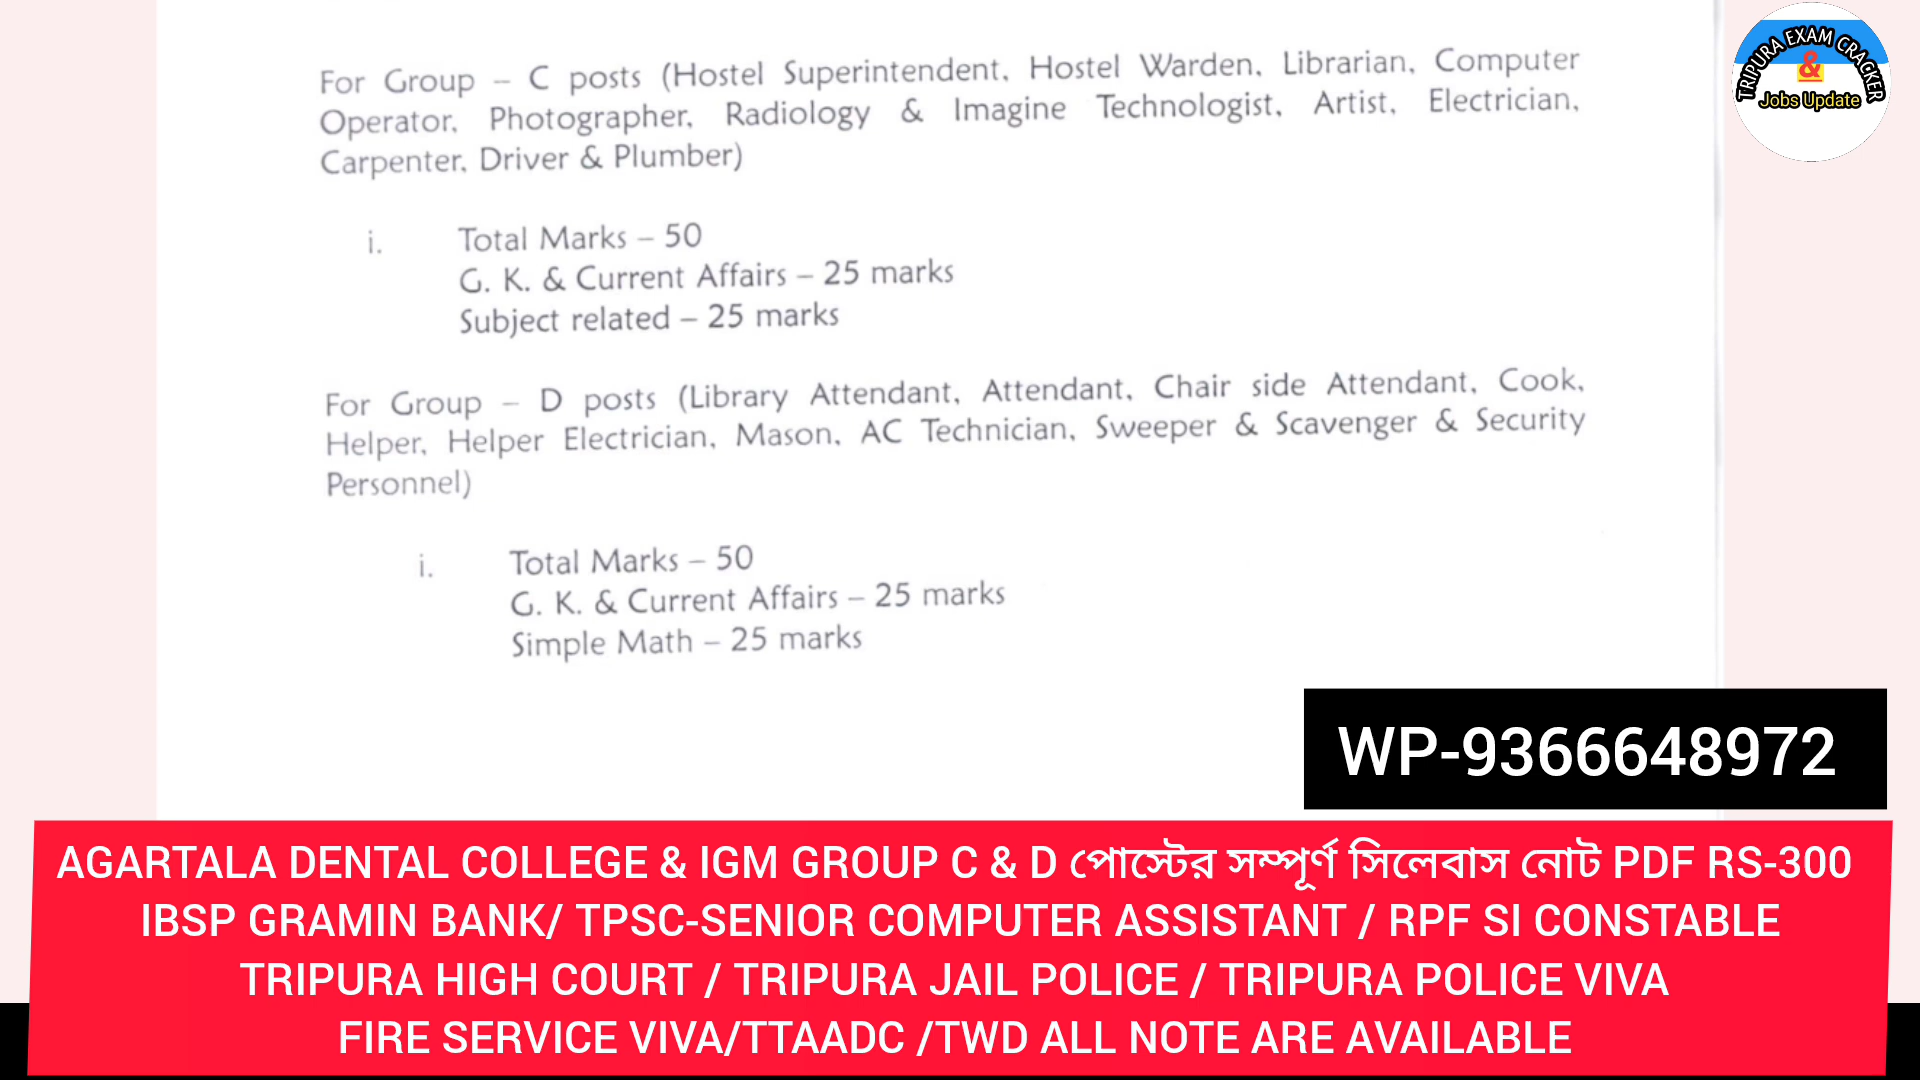 For Group – C posts (Hostel Superintendent, Hostel Warden, Librarian, Computer
Operator, Photographer, Radiology & Imagine Technologist, Artist, Electrician,
Carpenter, Driver & Plumber)
i. Total Marks – 50
G. K. & Current Affairs – 25 marks
Subject related – 25 marks
For Group – D posts (Library Attendant, Attendant, Chair side Attendant, Cook,
Helper, Helper Electrician, Mason, AC Technician, Sweeper & Scavenger & Security
Personnel)
i. Total Marks – 50
G. K. & Current Affairs – 25 marks
Simple Math – 25 marks
TRIPURA EXAM CRACKER
&
Jobs Update
WP-9366648972
AGARTALA DENTAL COLLEGE & IGM GROUP C & D পোস্টের সম্পূর্ণ সিলেবাস নোট PDF RS-300
IBSP GRAMIN BANK/ TPSC-SENIOR COMPUTER ASSISTANT / RPF SI CONSTABLE
TRIPURA HIGH COURT / TRIPURA JAIL POLICE / TRIPURA POLICE VIVA
FIRE SERVICE VIVA/TTAADC /TWD ALL NOTE ARE AVAILABLE